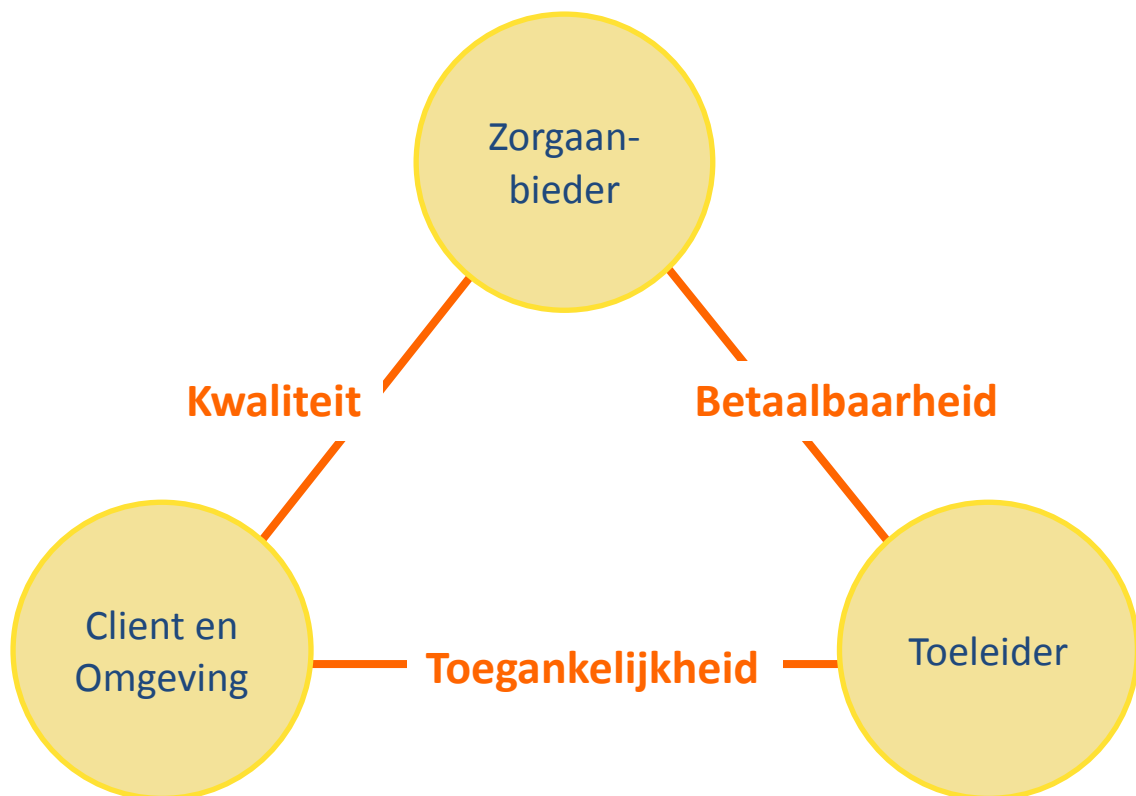 Zorgaan-
bieder
Kwaliteit
Betaalbaarheid
Client en
Omgeving
Toegankelijkheid
Toeleider